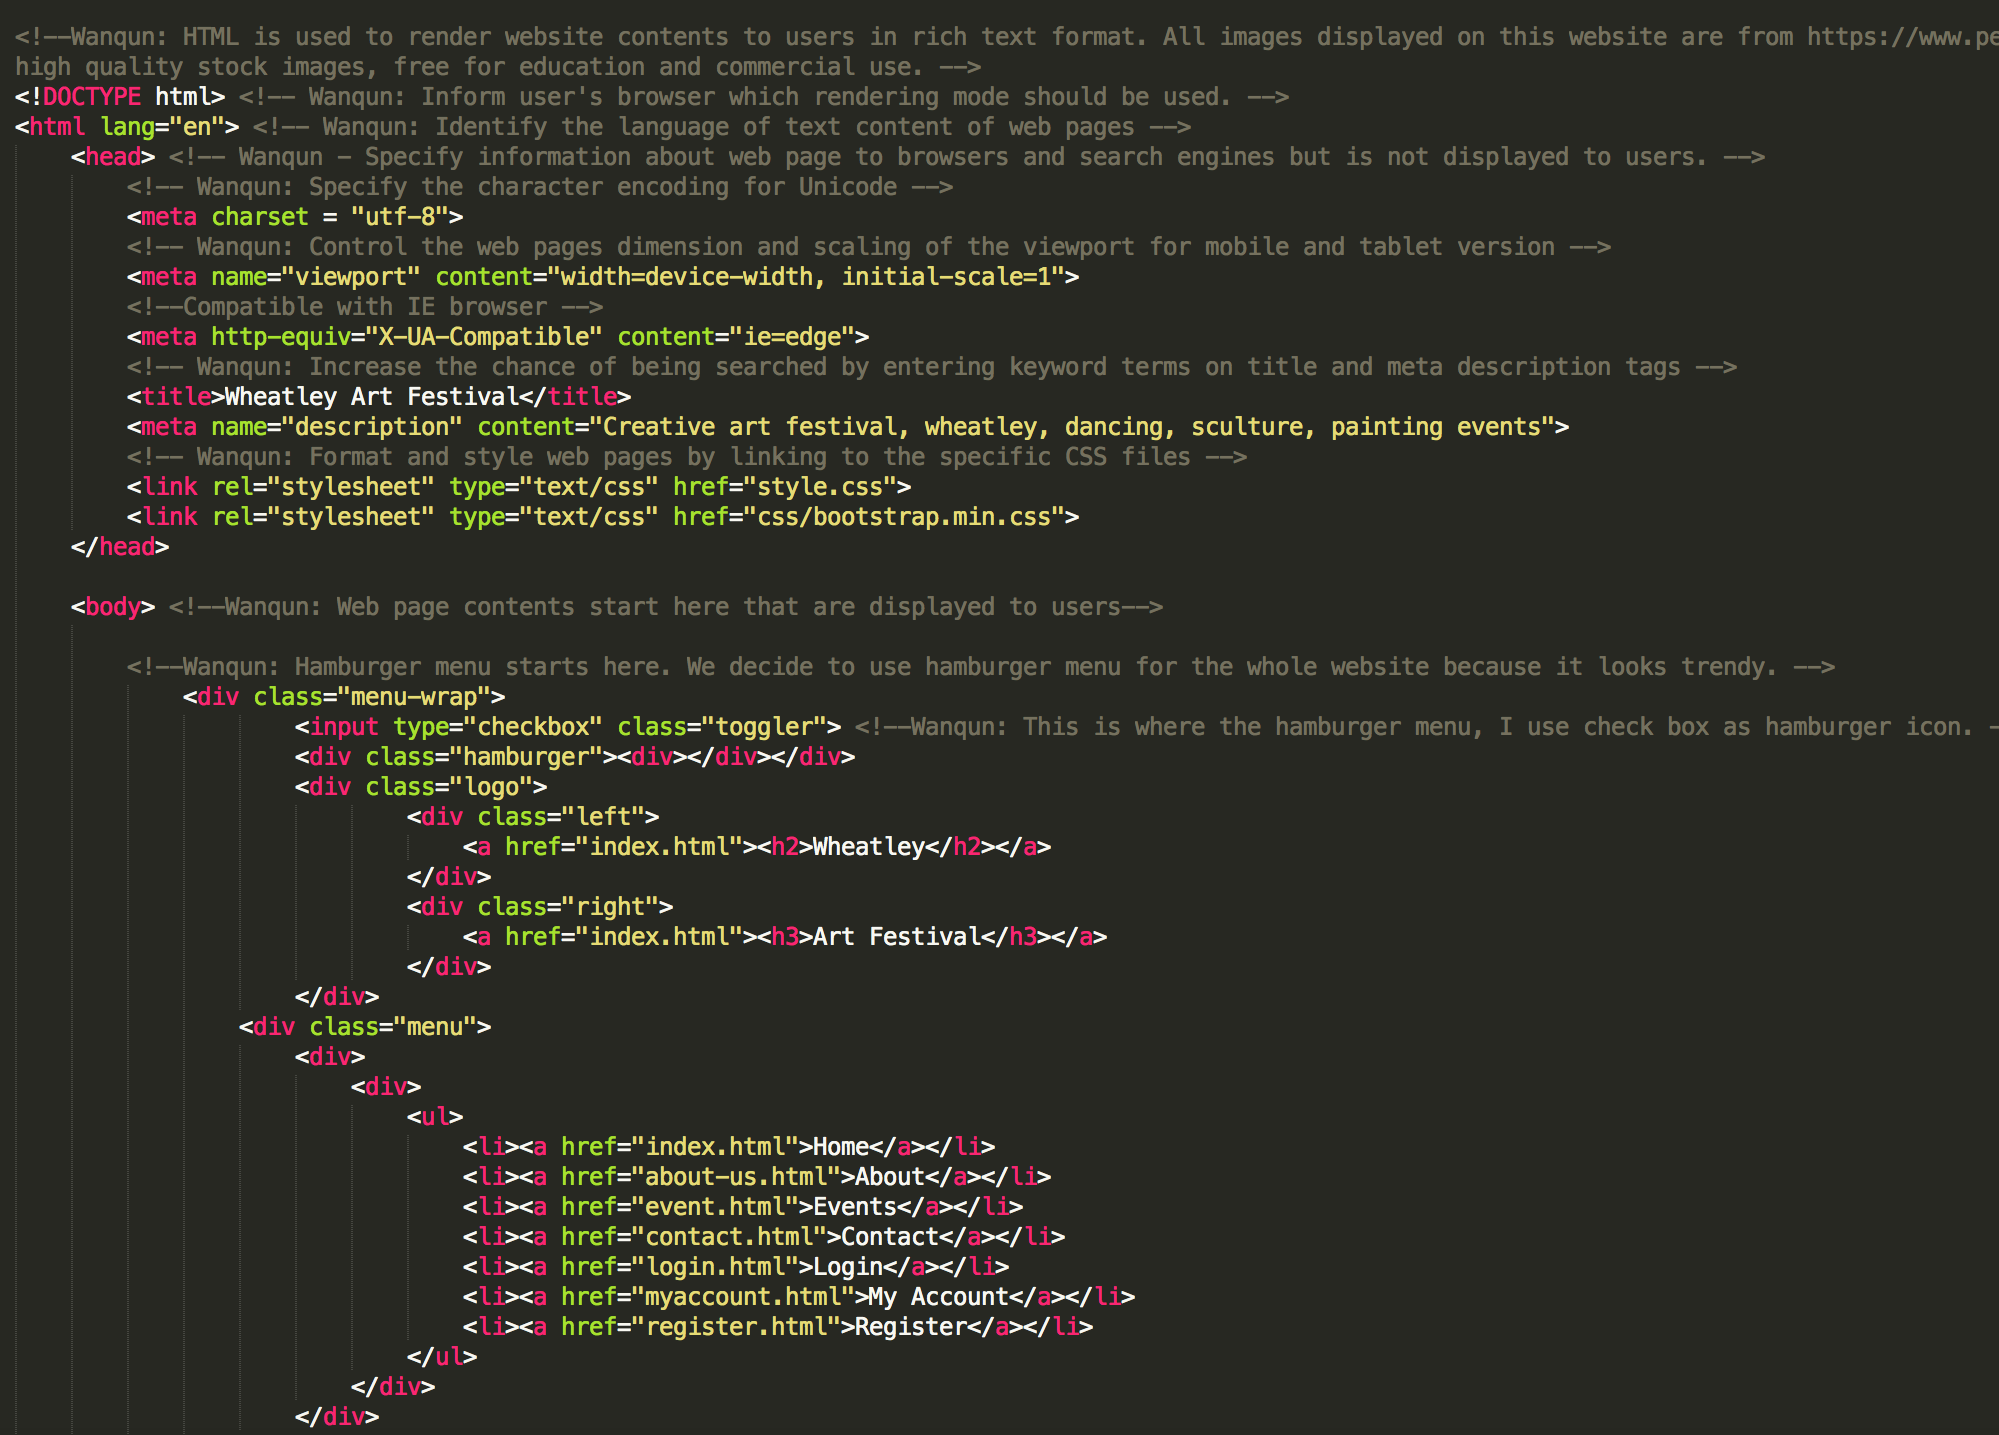 <!--Wanqun: HTML is used to render website contents to users in rich text format. All images displayed on this website are from https://www.pe
high quality stock images, free for education and commercial use. -->
<!DOCTYPE html> <!-- Wanqun: Inform user's browser which rendering mode should be used. -->
<html lang="en"> <!-- Wanqun: Identify the language of text content of web pages -->
<head> <!-- Wanqun - Specify information about web page to browsers and search engines but is not displayed to users. -->
<!-- Wanqun: Specify the character encoding for Unicode -->
<meta charset = "utf-8">
<!-- Wanqun: Control the web pages dimension and scaling of the viewport for mobile and tablet version -->
<meta name="viewport" content="width=device-width, initial-scale=1">
<!--Compatible with IE browser -->
<meta http-equiv="X-UA-Compatible" content="ie=edge">
<!-- Wanqun: Increase the chance of being searched by entering keyword terms on title and meta description tags -->
<title>Wheatley Art Festival</title>
<meta name="description" content="Creative art festival, wheatley, dancing, sculture, painting events">
<!-- Wanqun: Format and style web pages by linking to the specific CSS files -->
<link rel="stylesheet" type="text/css" href="style.css">
<link rel="stylesheet" type="text/css" href="css/bootstrap.min.css">
</head>
<body> <!--Wanqun: Web page contents start here that are displayed to users-->
<!--Wanqun: Hamburger menu starts here. We decide to use hamburger menu for the whole website because it looks trendy. -->
<div class="menu-wrap">
<input type="checkbox" class="toggler"> <!--Wanqun: This is where the hamburger menu, I use check box as hamburger icon. -
<div class="hamburger"><div></div></div>
<div class="logo">
<div class="left">
<a href="index.html"><h2>Wheatley</h2></a>
</div>
<div class="right">
<a href="index.html"><h3>Art Festival</h3></a>
</div>
</div>
<div class="menu">
<div>
<div>
<ul>
<li><a href="index.html">Home</a></li>
<li><a href="about-us.html">About</a></li>
<li><a href="event.html">Events</a></li>
<li><a href="contact.html">Contact</a></li>
<li><a href="login.html">Login</a></li>
<li><a href="myaccount.html">My Account</a></li>
<li><a href="register.html">Register</a></li>
</ul>
</div>
</div>